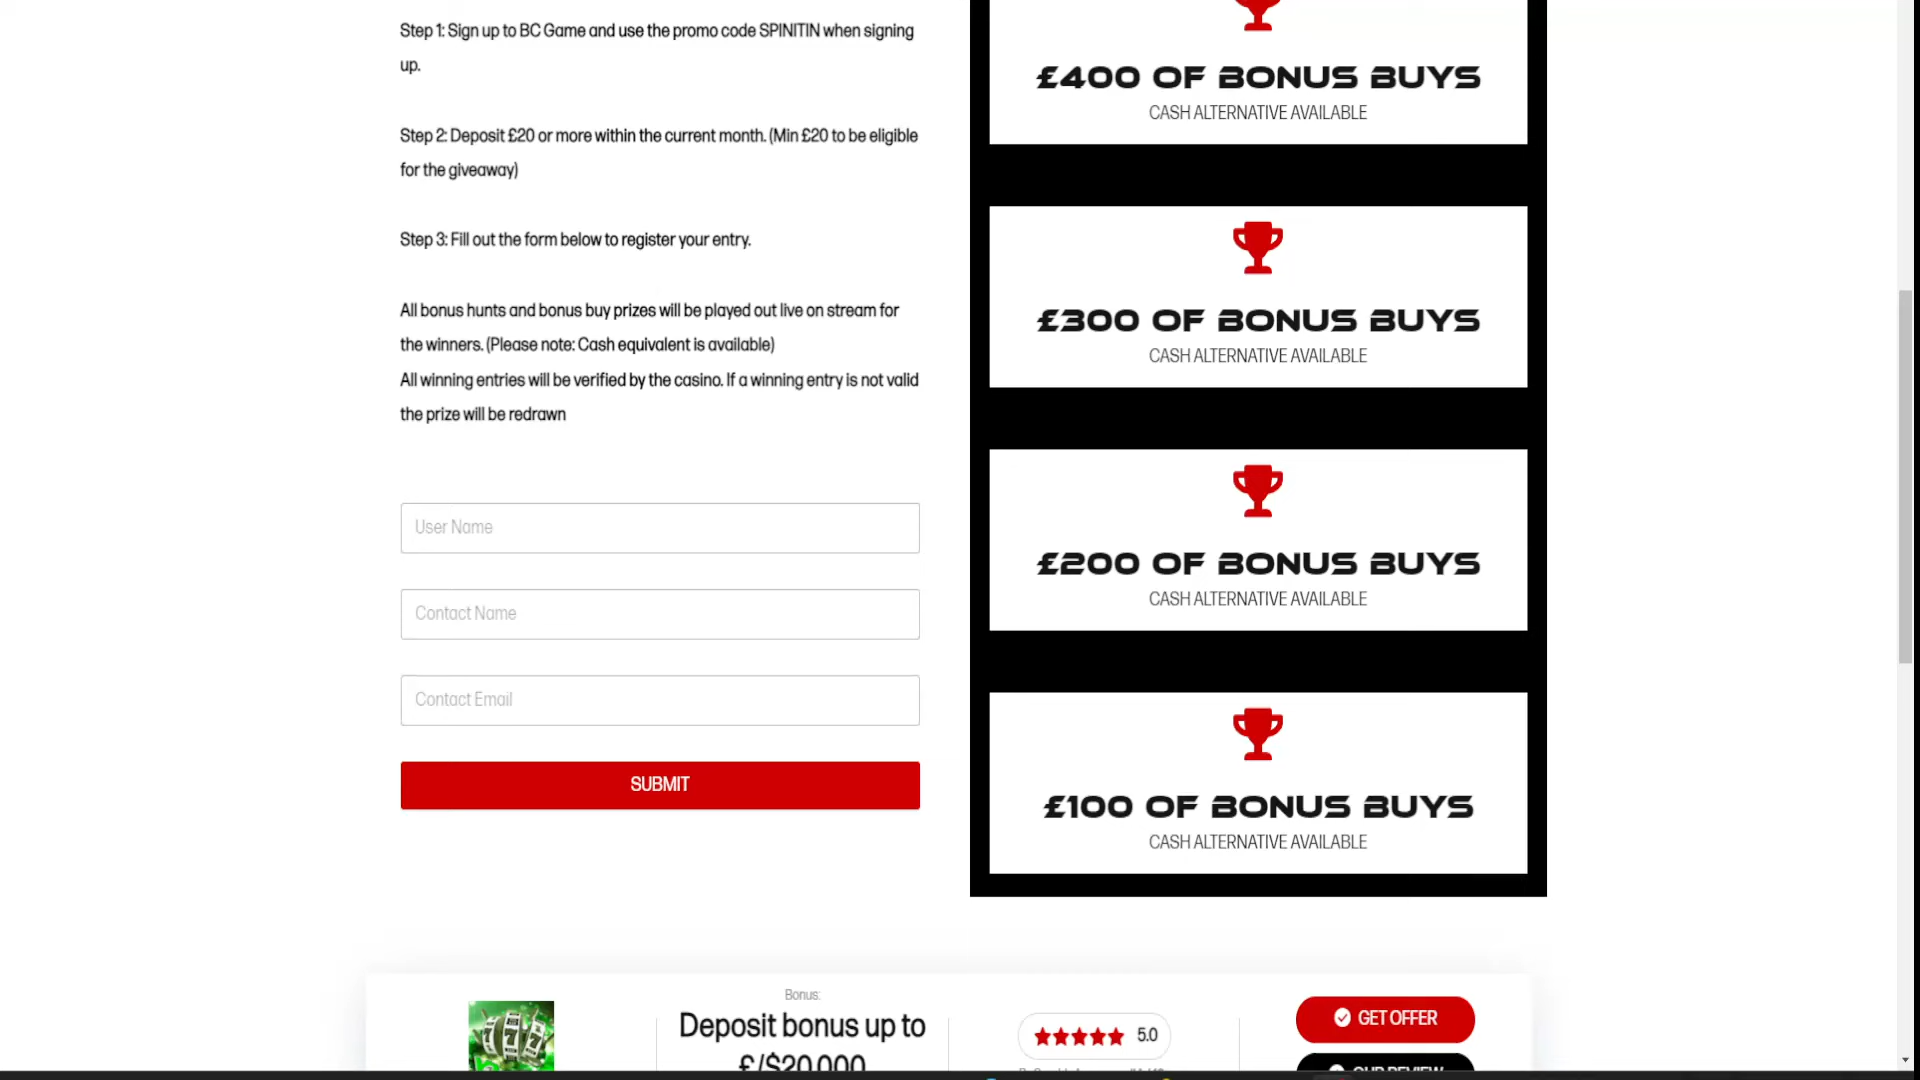 Step 1: Sign up to BC Game and use the promo code SPINITIN when signing
up.
Step 2: Deposit £20 or more within the current month. (Min £20 to be eligible
for the giveaway)
Step 3: Fill out the form below to register your entry.
All bonus hunts and bonus buy prizes will be played out live on stream for
the winners. (Please note: Cash equivalent is available)
All winning entries will be verified by the casino. If a winning entry is not valid
the prize will be redrawn
User Name
Contact Name
Contact Email
SUBMIT
£400 OF BONUS BUYS
CASH ALTERNATIVE AVAILABLE
£300 OF BONUS BUYS
CASH ALTERNATIVE AVAILABLE
£200 OF BONUS BUYS
CASH ALTERNATIVE AVAILABLE
£100 OF BONUS BUYS
CASH ALTERNATIVE AVAILABLE
Bonus:
Deposit bonus up to
£/$20,000
5.0
GET OFFER
OUR REVIEW